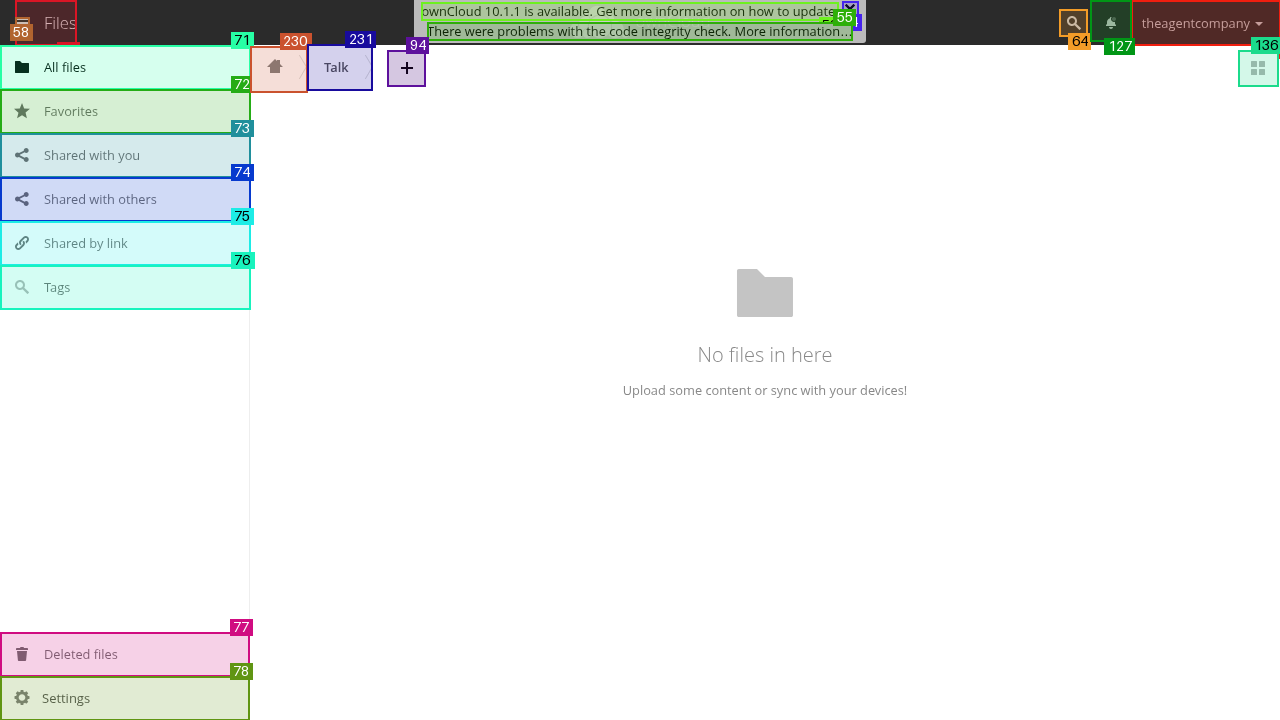 ownCloud 10.1.1 is available. Get more information on how to update.
55
There were problems with the code integrity check. More information...
58
Files
theagentcompany
64
127
136
71
All files
230
231
Talk
94
72
Favorites
73
Shared with you
74
Shared with others
75
Shared by link
76
Tags
No files in here
Upload some content or sync with your devices!
77
Deleted files
78
Settings